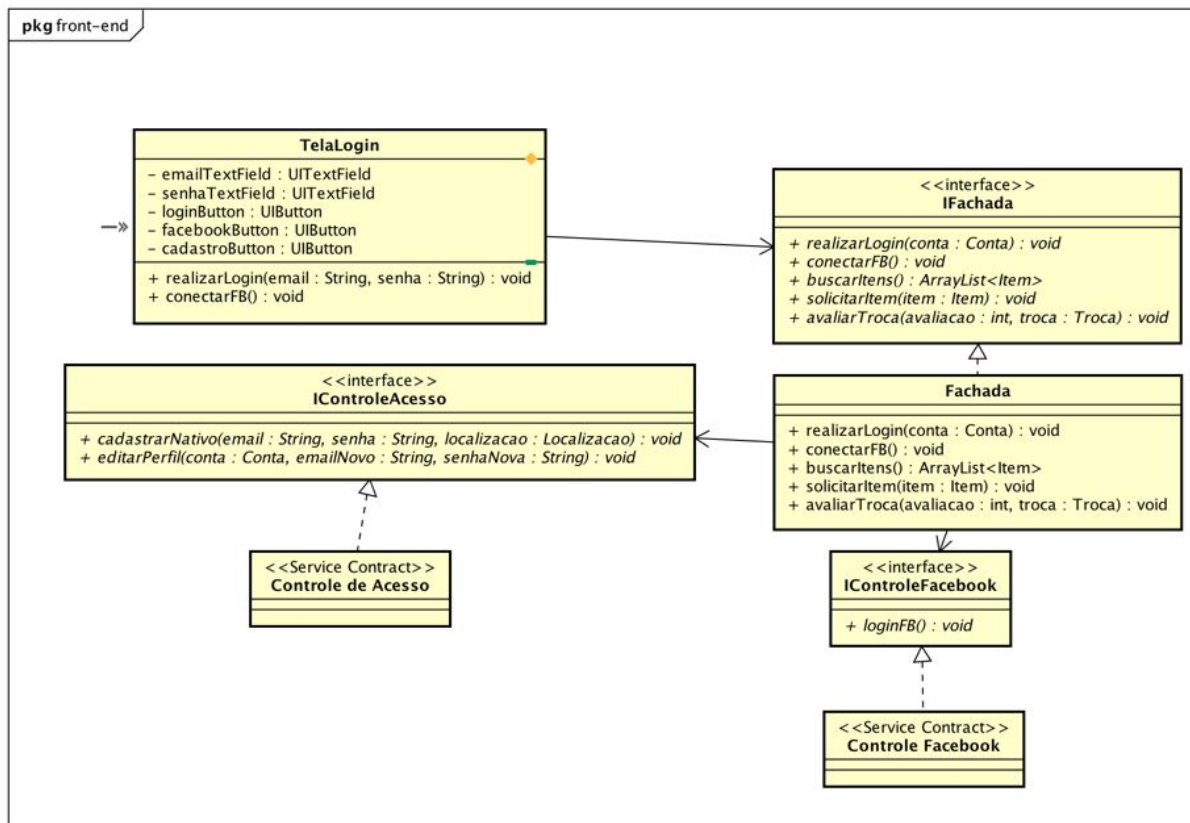 pkg front-end
TelaLogin
- emailTextField : UITextField
- senhaTextField : UITextField
- loginButton : UIButton
- facebookButton : UIButton
- cadastroButton : UIButton
+ realizarLogin(email : String, senha : String) : void
+ conectarFB() : void
<<interface>>
IFachada
+ realizarLogin(conta : Conta) : void
+ conectarFB() : void
+ buscarItens() : ArrayList<Item>
+ solicitarItem(item : Item) : void
+ avaliarTroca(avaliacao : int, troca : Troca) : void
<<interface>>
IControleAcesso
+ cadastrarNativo(email : String, senha : String, localizacao : Localizacao) : void
+ editarPerfil(conta : Conta, emailNovo : String, senhaNova : String) : void
Fachada
+ realizarLogin(conta : Conta) : void
+ conectarFB() : void
+ buscarItens() : ArrayList<Item>
+ solicitarItem(item : Item) : void
+ avaliarTroca(avaliacao : int, troca : Troca) : void
<<Service Contract>>
Controle de Acesso
<<interface>>
IControleFacebook
+ loginFB() : void
<<Service Contract>>
Controle Facebook